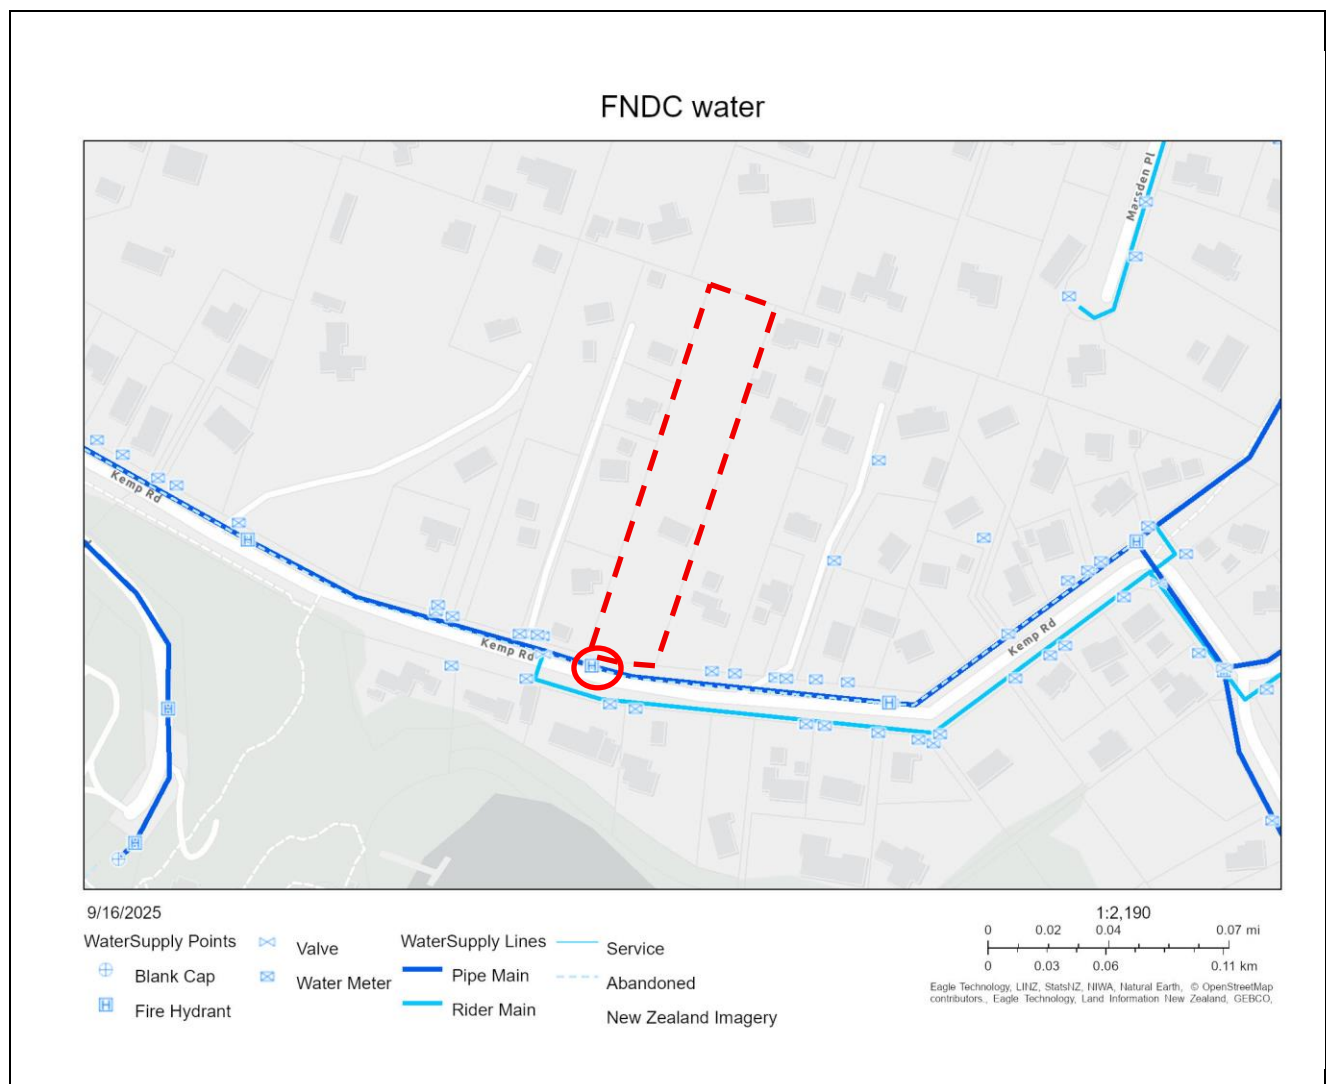 FNDC water
Marsden Pl
Kemp Rd
Kemp Rd
Kemp Rd
H
H
H
H
H
H
9/16/2025
1:2,190
WaterSupply Points
Blank Cap
H Fire Hydrant
Valve
Water Meter
WaterSupply Lines
Pipe Main
Rider Main
Service
Abandoned
New Zealand Imagery
0 0.02 0.04 0.07 mi
0 0.03 0.06 0.11 km
Eagle Technology, LINZ, StatsNZ, NIWA, Natural Earth, © OpenStreetMap
contributors., Eagle Technology, Land Information New Zealand, GEBCO,